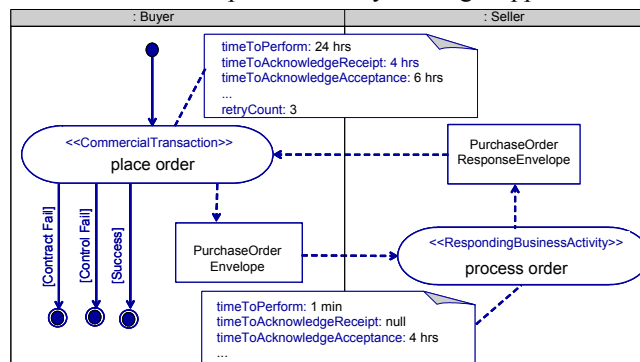 : Buyer
: Seller
timeToPerform: 24 hrs
timeToAcknowledgeReceipt: 4 hrs
timeToAcknowledgeAcceptance: 6 hrs
...
retryCount: 3
<<CommercialTransaction>>
place order
PurchaseOrder
ResponseEnvelope
[Contract Fail]
[Control Fail]
[Success]
PurchaseOrder
Envelope
<<RespondingBusinessActivity>>
process order
timeToPerform: 1 min
timeToAcknowledgeReceipt: null
timeToAcknowledgeAcceptance: 4 hrs
...